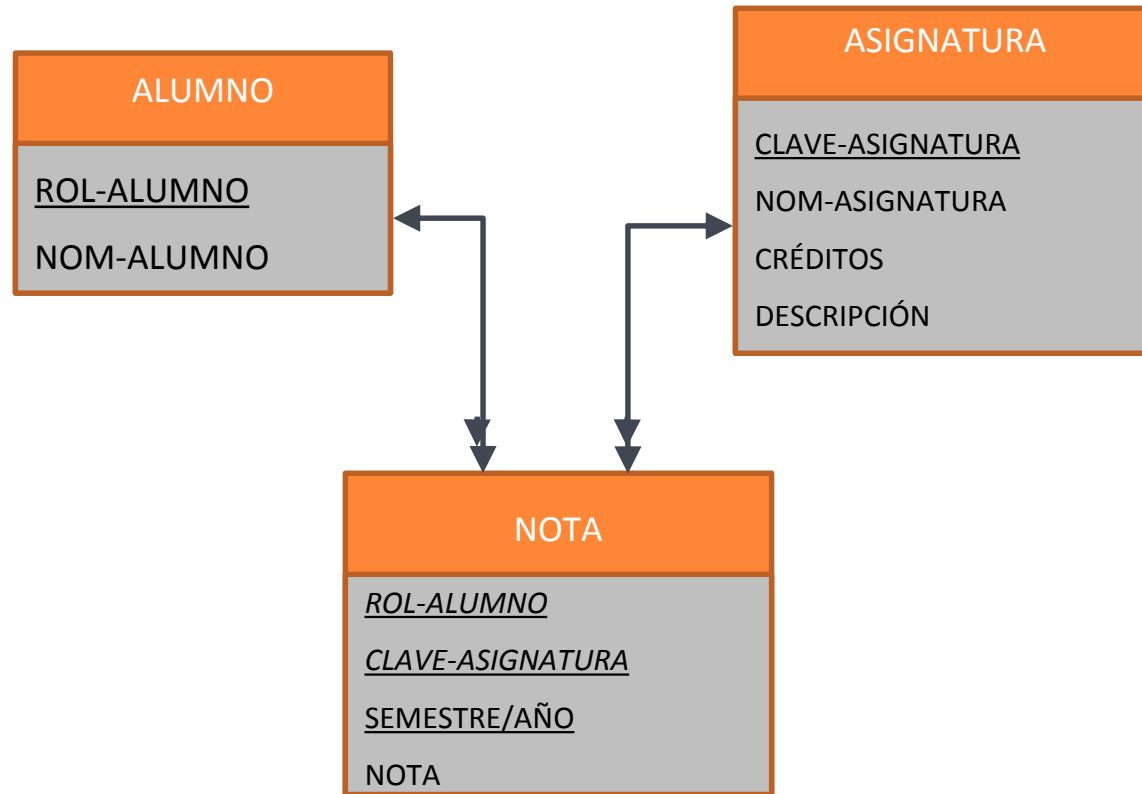 ALUMNO
ROL-ALUMNO
NOM-ALUMNO
ASIGNATURA
CLAVE-ASIGNATURA
NOM-ASIGNATURA
CRÉDITOS
DESCRIPCIÓN
NOTA
ROL-ALUMNO
CLAVE-ASIGNATURA
SEMESTRE/AÑO
NOTA